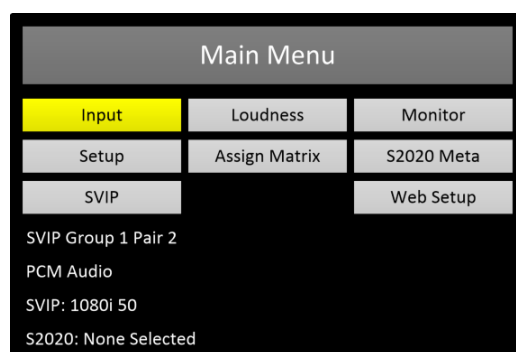 Main Menu
Input Loudness Monitor
Setup Assign Matrix S2020 Meta
SVIP Web Setup
SVIP Group 1 Pair 2
PCM Audio
SVIP: 1080i 50
S2020: None Selected